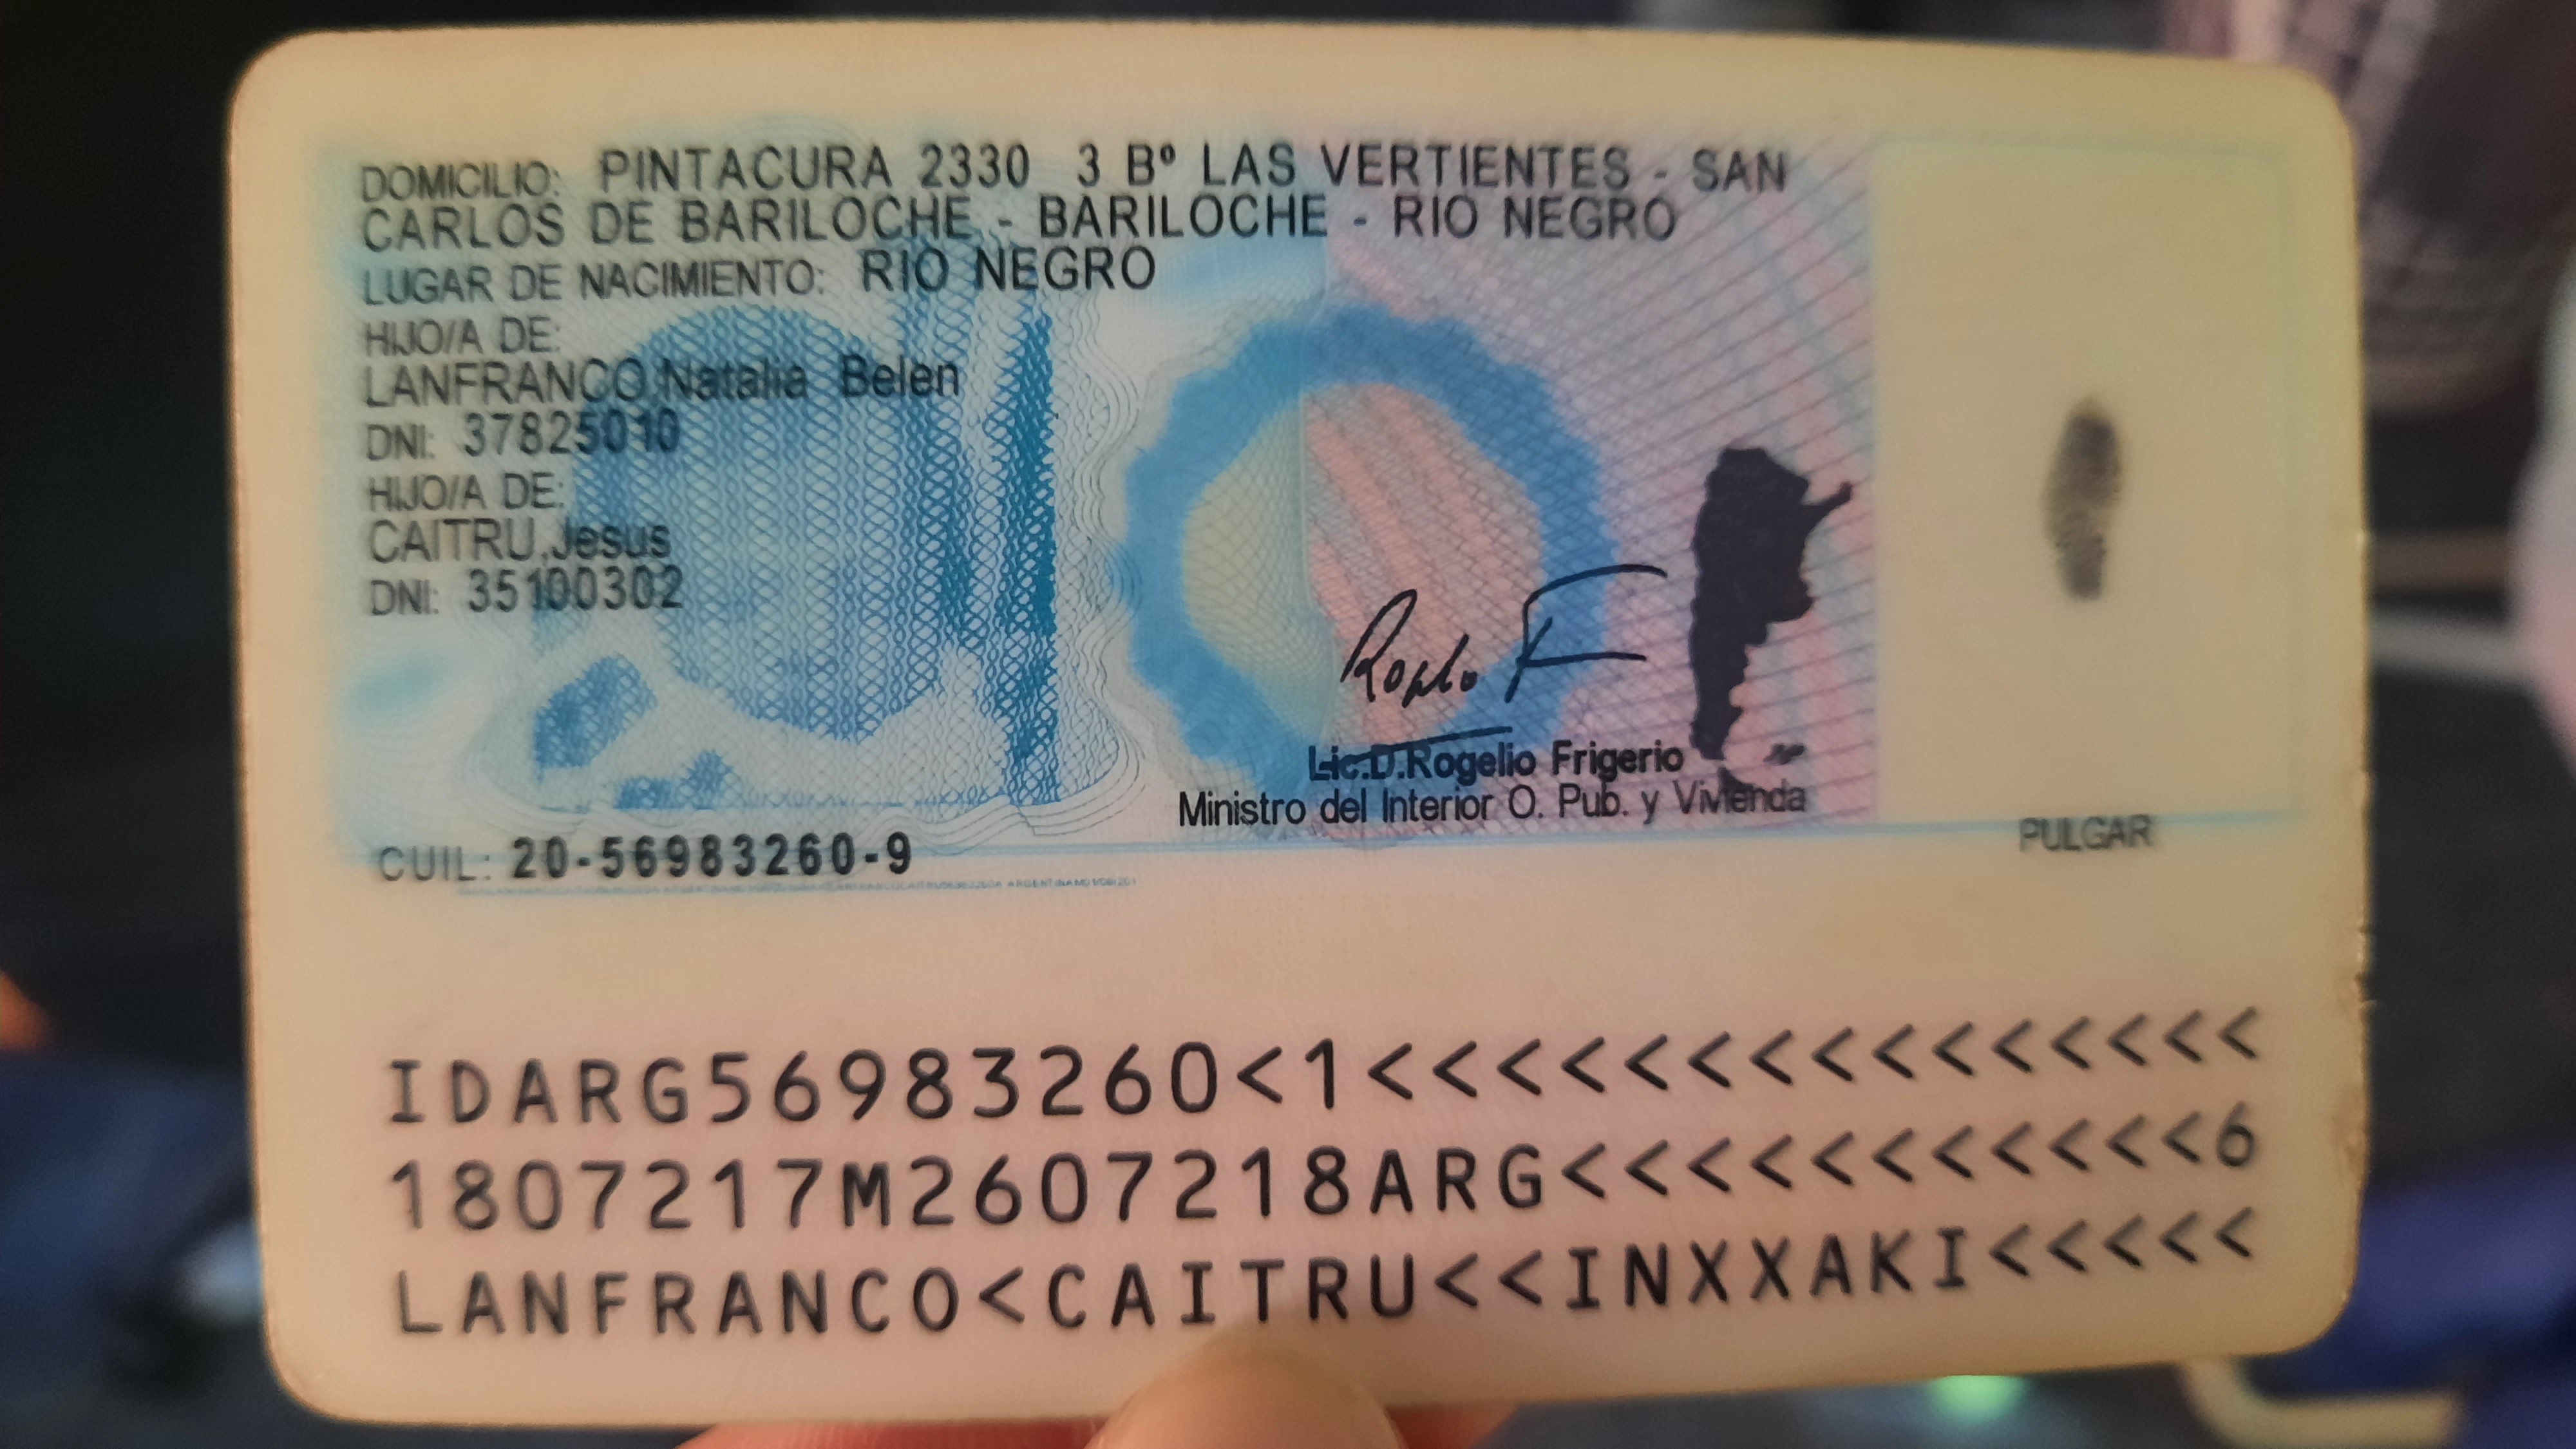 DOMICILIO: PINTACURA 2330 3 Bº LAS VERTIENTES - SAN
CARLOS DE BARILOCHE - BARILOCHE - RIO NEGRO
LUGAR DE NACIMIENTO: RIO NEGRO
HIJO/A DE:
LANFRANCO,Natalia Belen
DNI: 37825010
HIJO/A DE:
CAITRU,Jesus
DNI: 35100302
Lic.D.Rogelio Frigerio
Ministro del Interior O. Pub. y Vivienda
PULGAR
CUIL: 20-56983260-9
IDARG56983260<1<<<<<<<<<<<<<<
1807217M2607218ARG<<<<<<<<<<6
LANFRANCO<CAITRU<<INXXAKI<<<<<